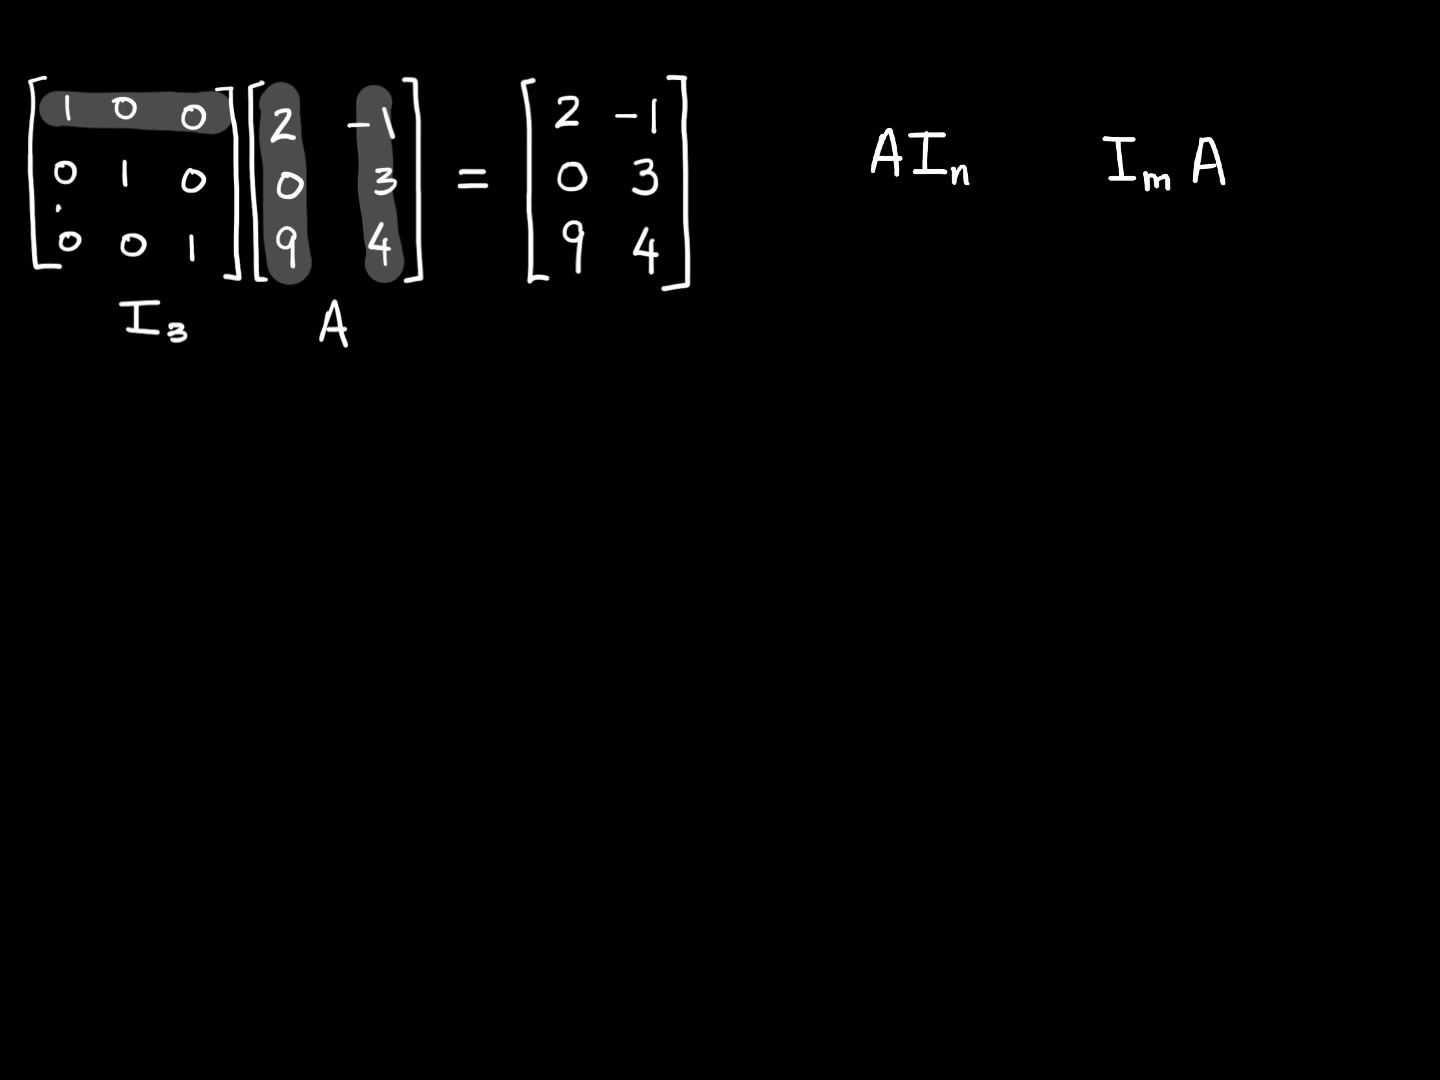 [1 0 0] [2 -1] = [2 -1] AIₙ Iₘ A
[0 1 0] [0 3] [0 3]
[0 0 1] [9 4] [9 4]
I₃ A